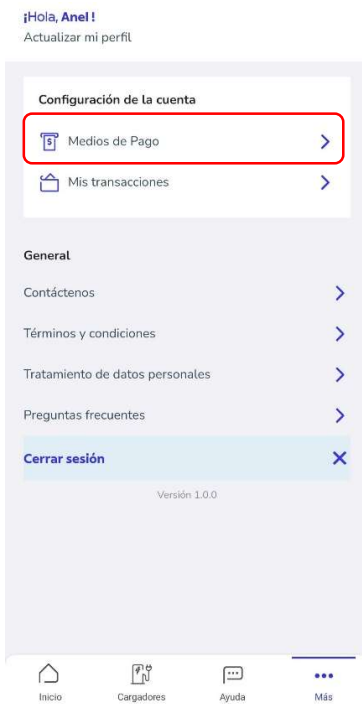 ¡Hola, Anel!
Actualizar mi perfil
Configuración de la cuenta
$ Medios de Pago
Mis transacciones
General
Contáctenos
Términos y condiciones
Tratamiento de datos personales
Preguntas frecuentes
Cerrar sesión
Versión 1.0.0
Inicio Cargadores Ayuda Más